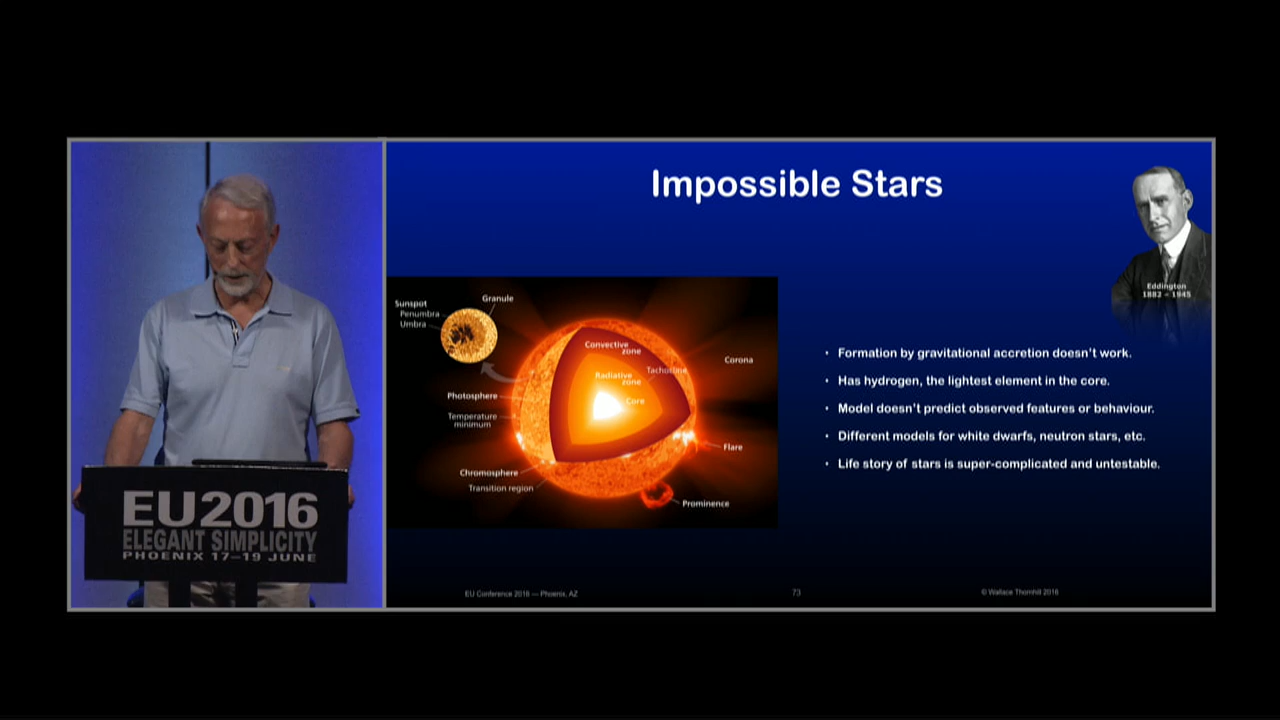 EU2016
ELEGANT SIMPLICITY
PHOENIX 17–19 JUNE
Impossible Stars
Eddington
1882 – 1945
Sunspot
Penumbra
Umbra
Granule
Convective
zone
Radiative
zone
Tachocline
Core
Corona
Photosphere
Temperature
minimum
Flare
Chromosphere
Transition region
Prominence
• Formation by gravitational accretion doesn't work.
• Has hydrogen, the lightest element in the core.
• Model doesn't predict observed features or behaviour.
• Different models for white dwarfs, neutron stars, etc.
• Life story of stars is super-complicated and untestable.
EU Conference 2016 — Phoenix, AZ
73
© Wallace Thornhill 2016